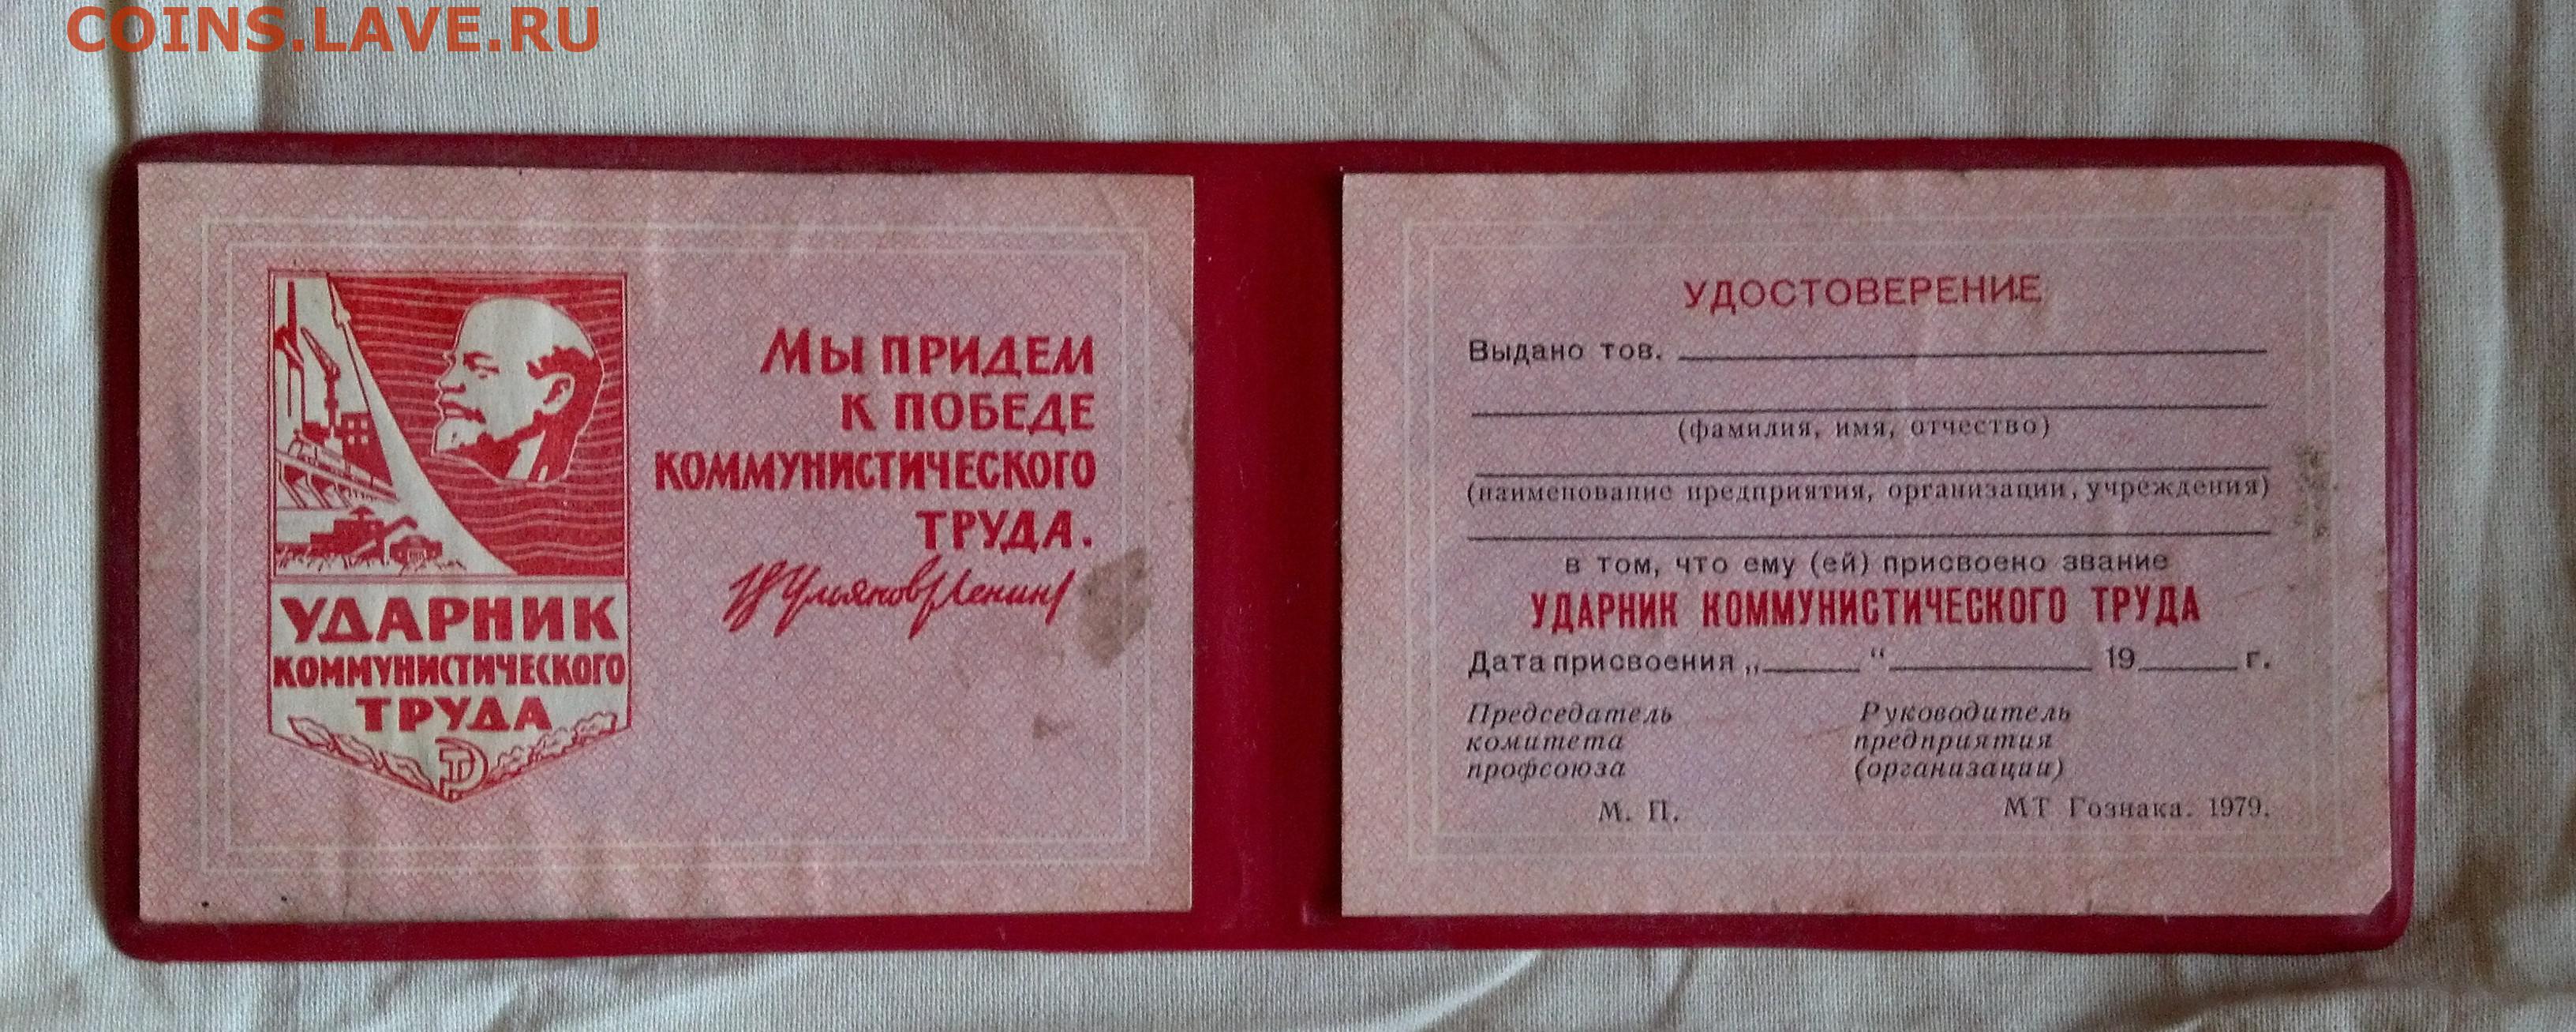 COINS.LAVE.RU
МЫ ПРИДЕМ
К ПОБЕДЕ
КОММУНИСТИЧЕСКОГО
ТРУДА.
В Ульянов (Ленин)
УДАРНИК
КОММУНИСТИЧЕСКОГО
ТРУДА
УДОСТОВЕРЕНИЕ
Выдано тов.
(фамилия, имя, отчество)
(наименование предприятия, организации, учреждения)
в том, что ему (ей) присвоено звание
УДАРНИК КОММУНИСТИЧЕСКОГО ТРУДА
Дата присвоения „ “ 19 г.
Председатель Руководитель
комитета предприятия
профсоюза (организации)
М. П. МТ Гознака. 1979.